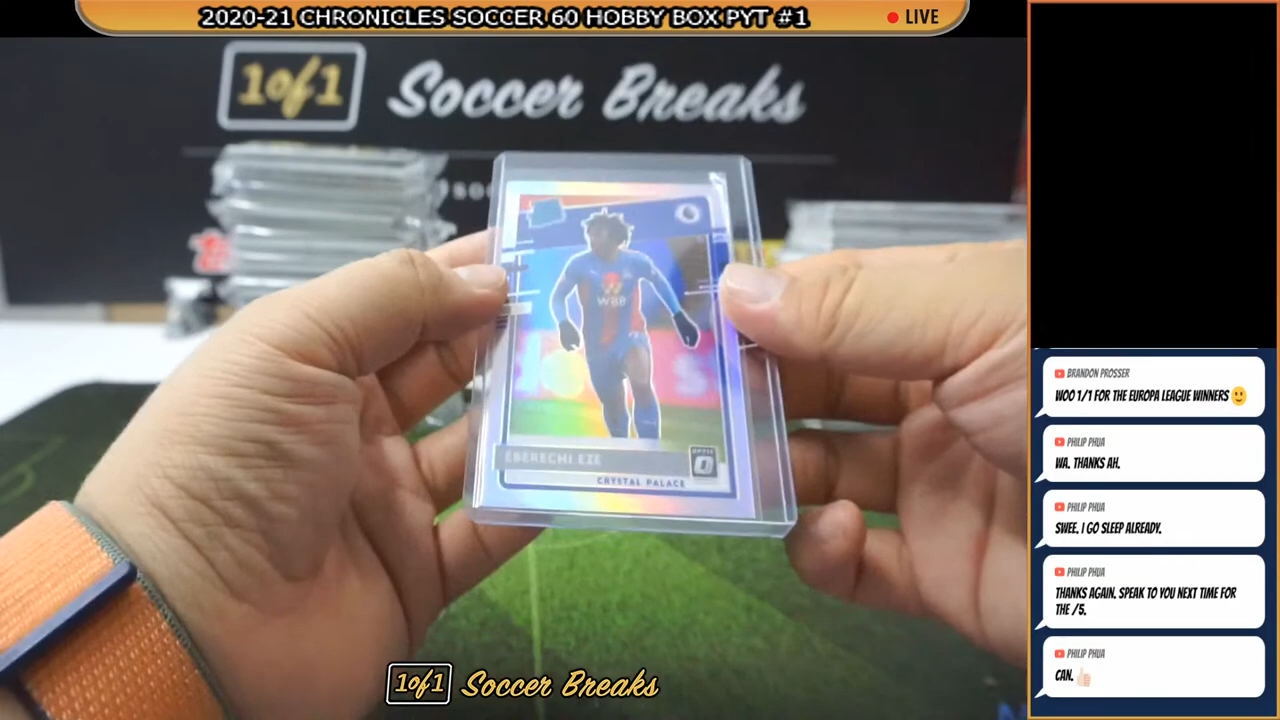 2020-21 CHRONICLES SOCCER 60 HOBBY BOX PYT #1
LIVE
1of1 Soccer Breaks
W88
EBERECHI EZE
OPTIC
CRYSTAL PALACE
1of1 Soccer Breaks
BRANDON PROSSER
WOO 1/1 FOR THE EUROPA LEAGUE WINNERS
PHILIP PHUA
WA. THANKS AH.
PHILIP PHUA
SWEE. I GO SLEEP ALREADY.
PHILIP PHUA
THANKS AGAIN. SPEAK TO YOU NEXT TIME FOR
THE /5.
PHILIP PHUA
CAN.